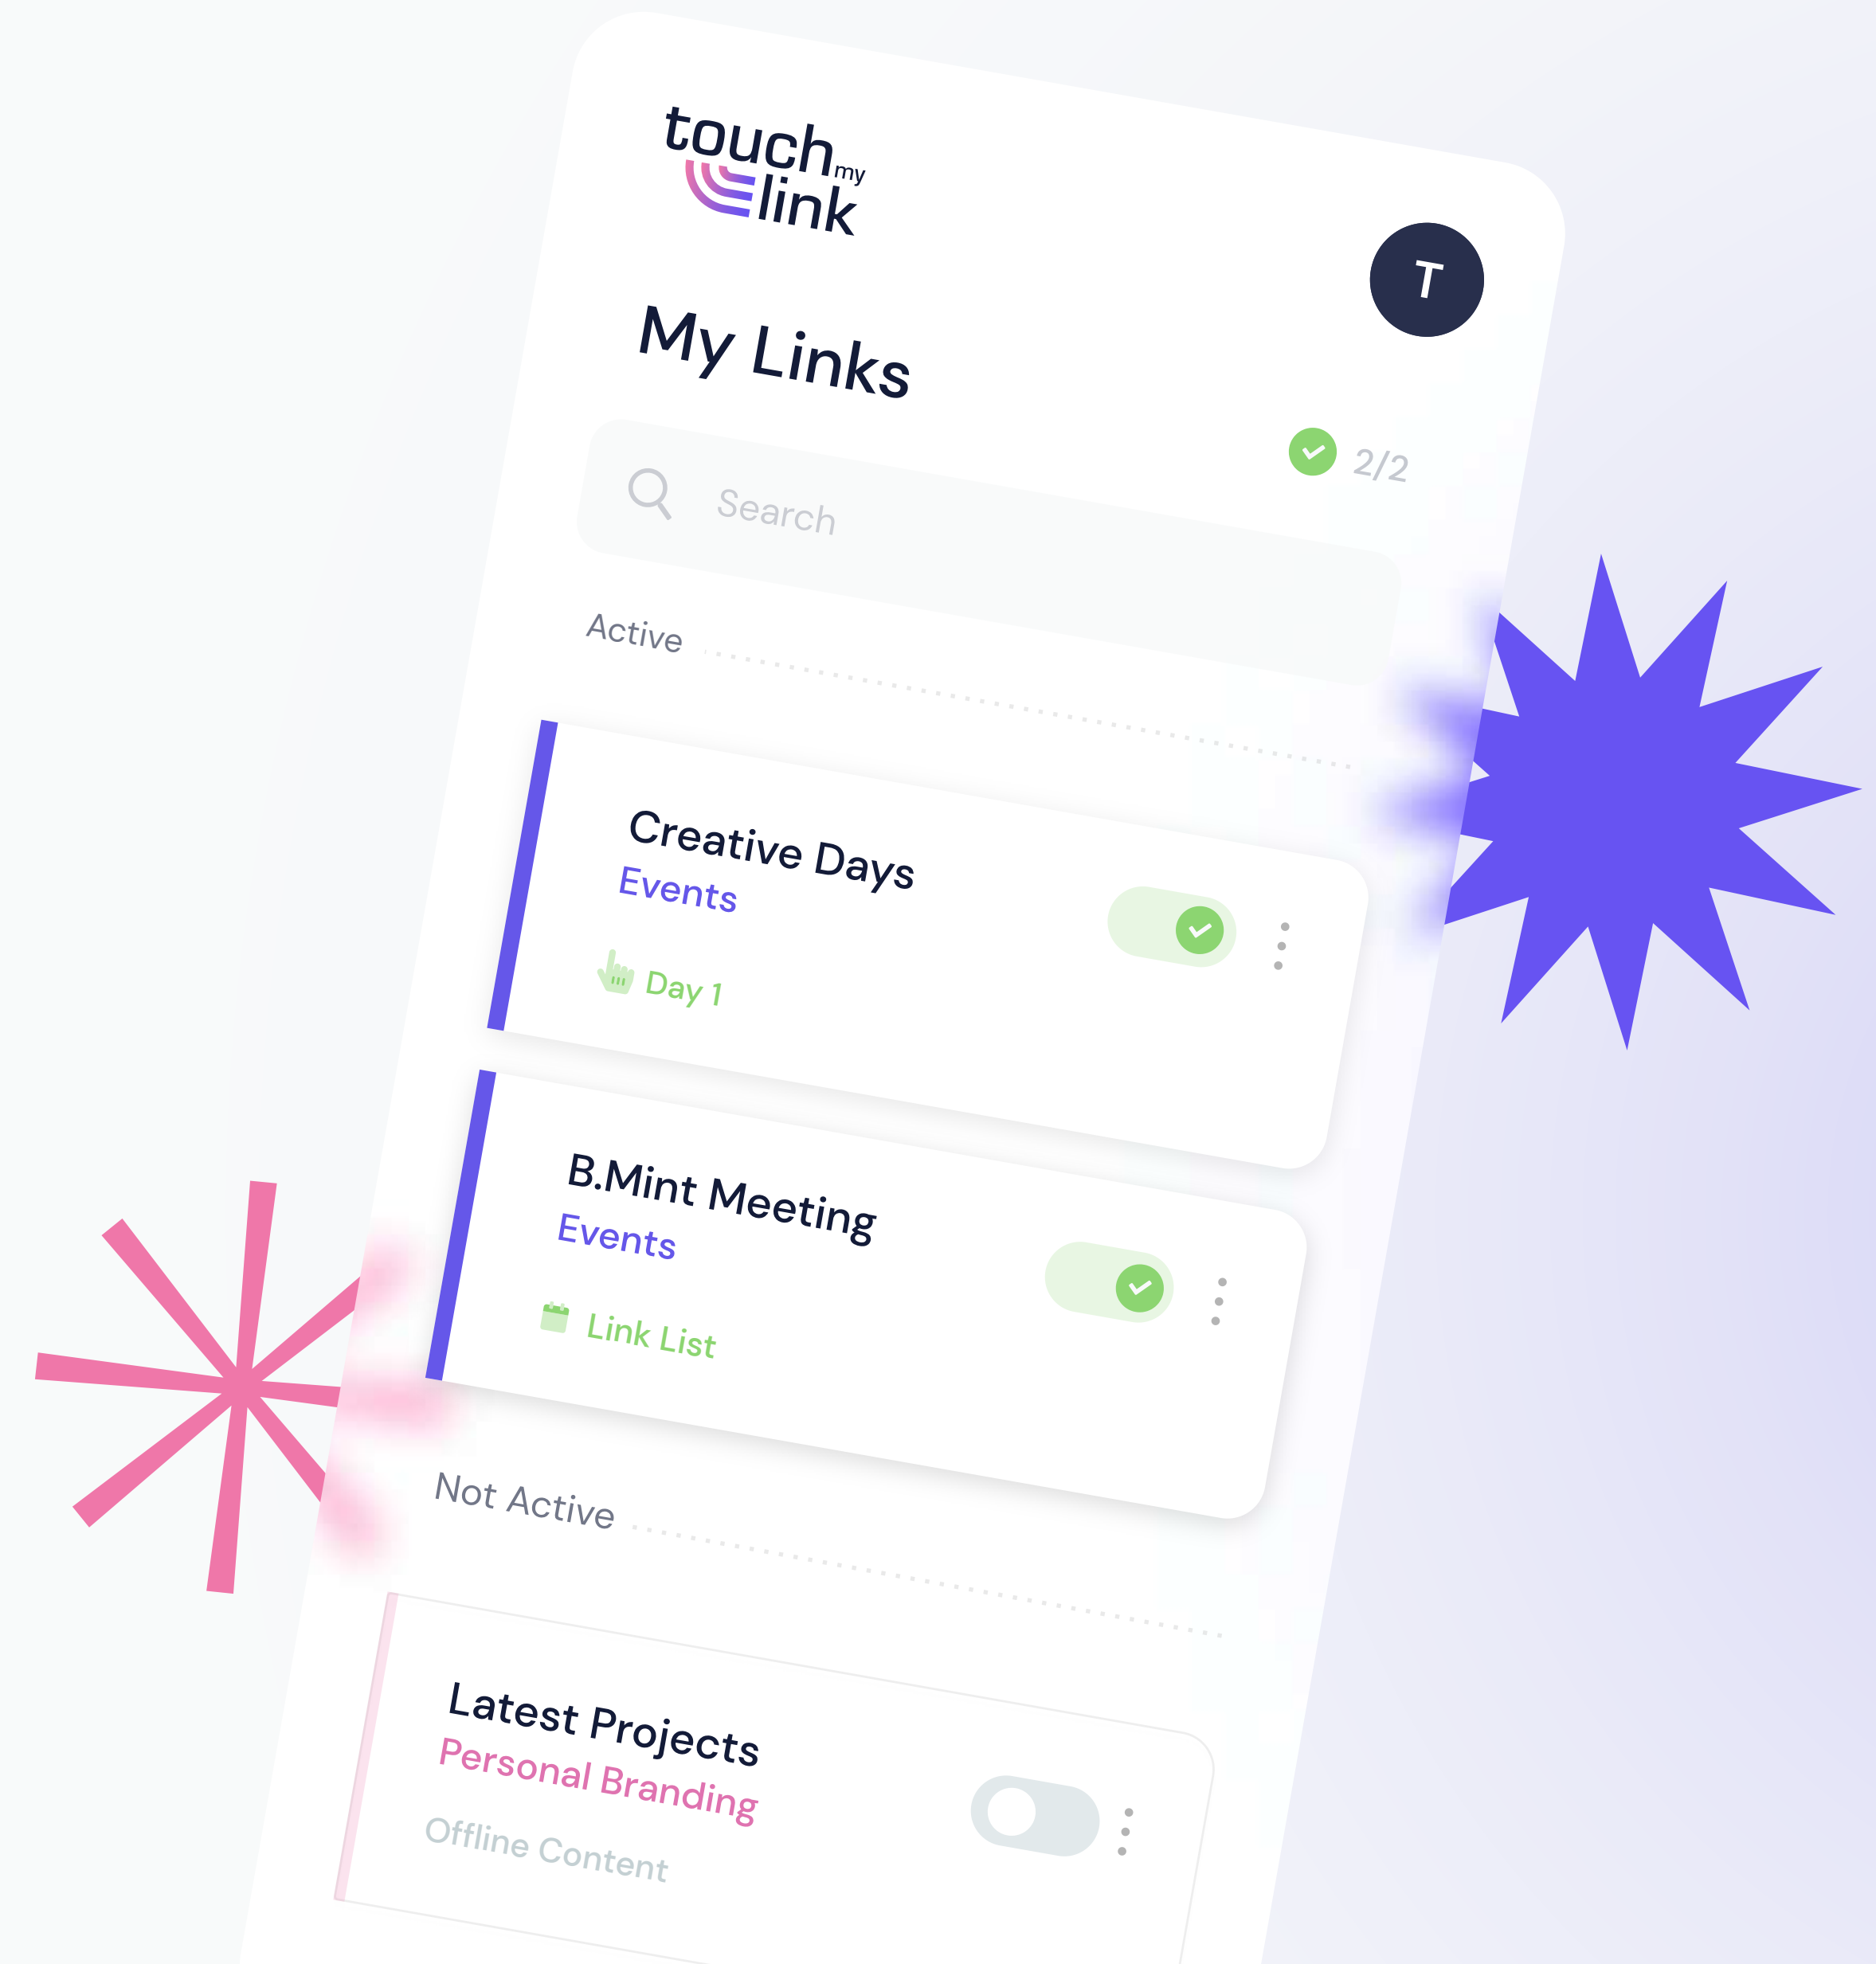 touch my
link
T
My Links
2/2
Search
Active
Creative Days
Events
Day 1
B.Mint Meeting
Events
Link List
Not Active
Latest Projects
Personal Branding
Offline Content